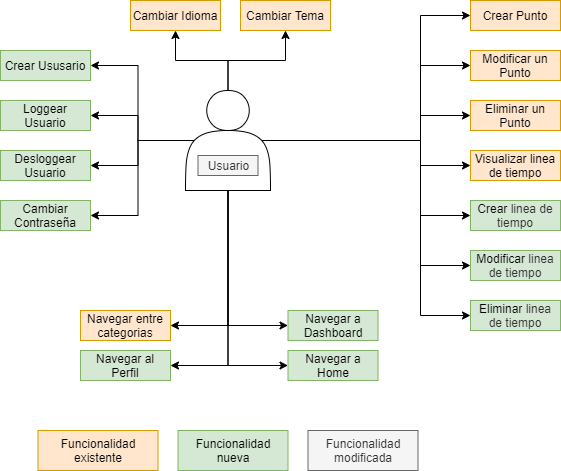 Cambiar Idioma
Cambiar Tema
Crear Ususario
Loggear
Usuario
Desloggear
Usuario
Cambiar
Contraseña
Usuario
Crear Punto
Modificar un
Punto
Eliminar un
Punto
Visualizar linea
de tiempo
Crear linea de
tiempo
Modificar linea
de tiempo
Eliminar linea
de tiempo
Navegar entre
categorias
Navegar a
Dashboard
Navegar al
Perfil
Navegar a
Home
Funcionalidad
existente
Funcionalidad
nueva
Funcionalidad
modificada